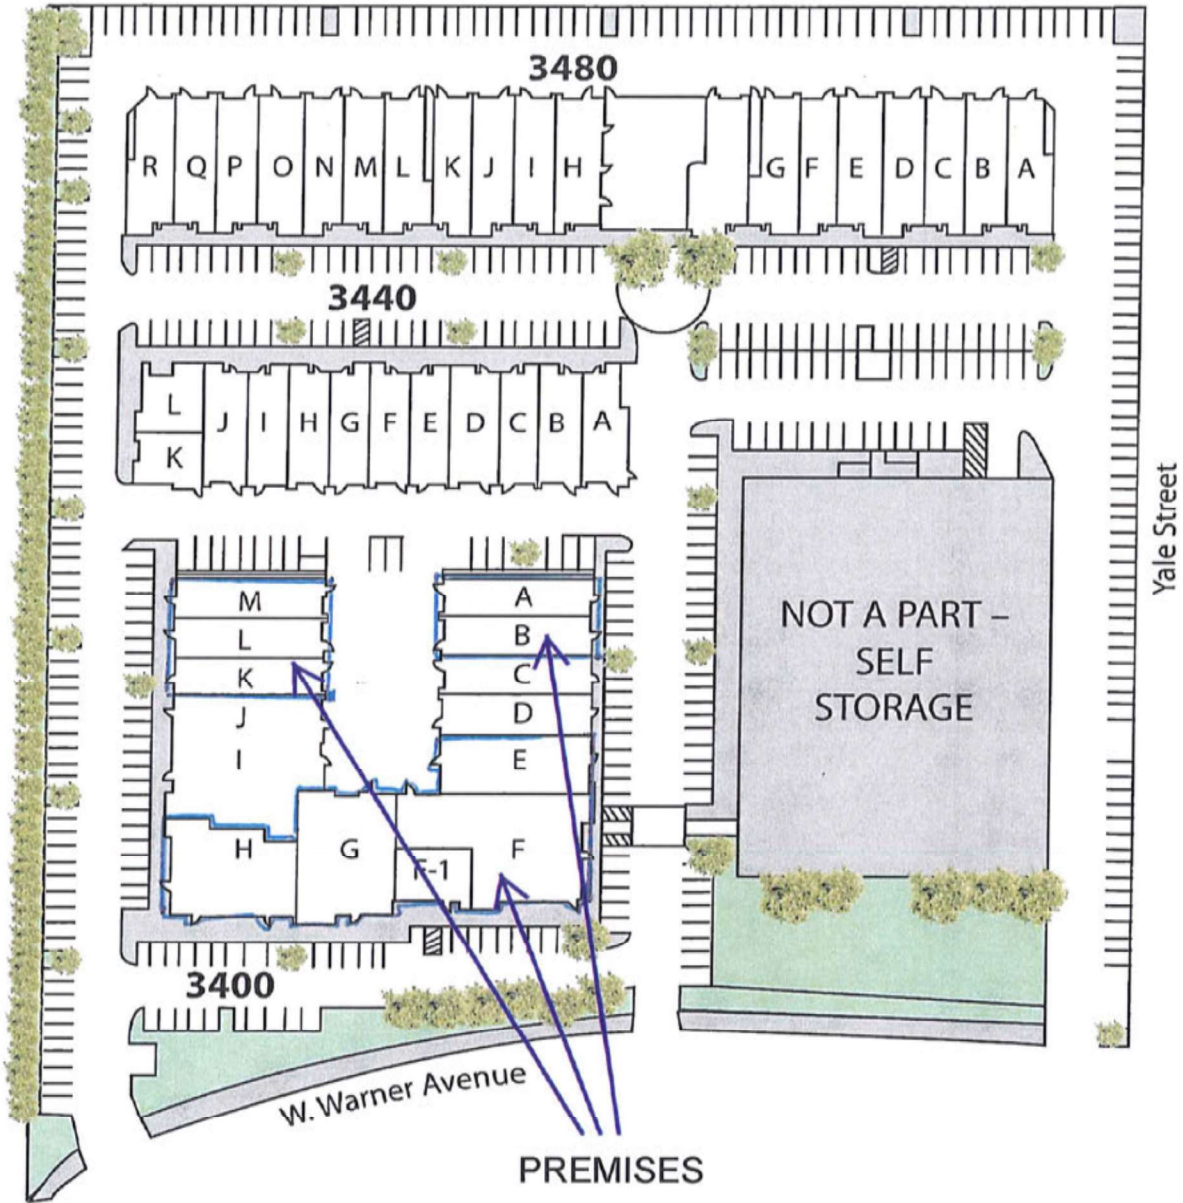 3480
R Q P O N M L K J I H G F E D C B A
3440
L J I H G F E D C B A
K
M A
L B
K C
J D
I E
H G F-1 F
NOT A PART –
SELF
STORAGE
Yale Street
3400
W. Warner Avenue
PREMISES